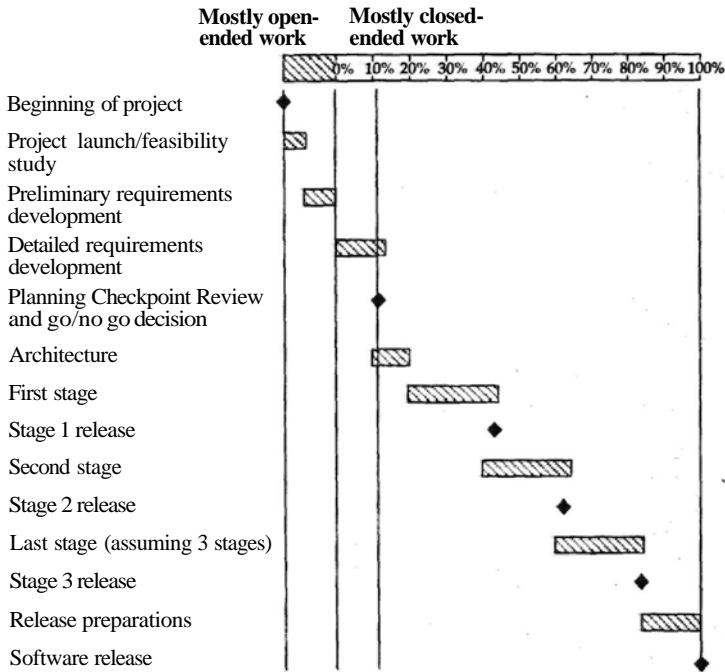 Mostly open-
ended work
Mostly closed-
ended work
0% 10% 20% 30% 40% 50% 60% 70% 80% 90% 100%
Beginning of project
Project launch/feasibility
study
Preliminary requirements
development
Detailed requirements
development
Planning Checkpoint Review
and go/no go decision
Architecture
First stage
Stage 1 release
Second stage
Stage 2 release
Last stage (assuming 3 stages)
Stage 3 release
Release preparations
Software release